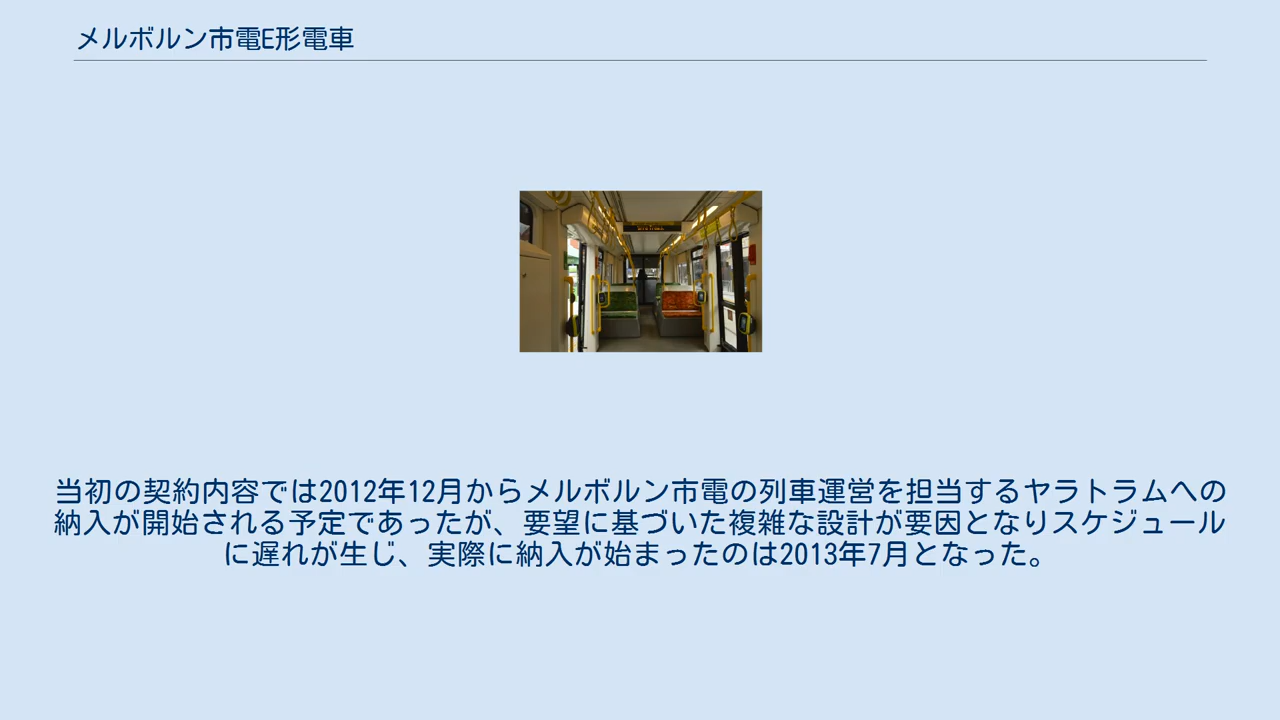 メルボルン市電E形電車
当初の契約内容では2012年12月からメルボルン市電の列車運営を担当するヤラトラムへの
納入が開始される予定であったが、要望に基づいた複雑な設計が要因となりスケジュール
に遅れが生じ、実際に納入が始まったのは2013年7月となった。